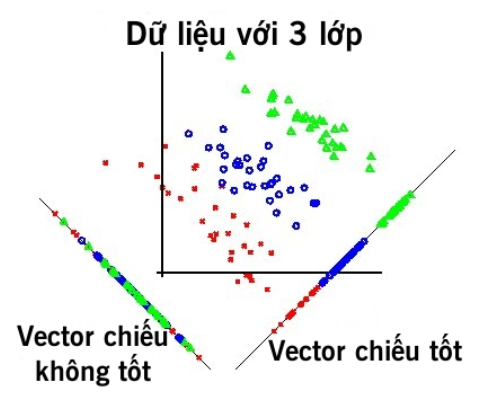 Dữ liệu với 3 lớp
Vector chiếu
không tốt
Vector chiếu tốt